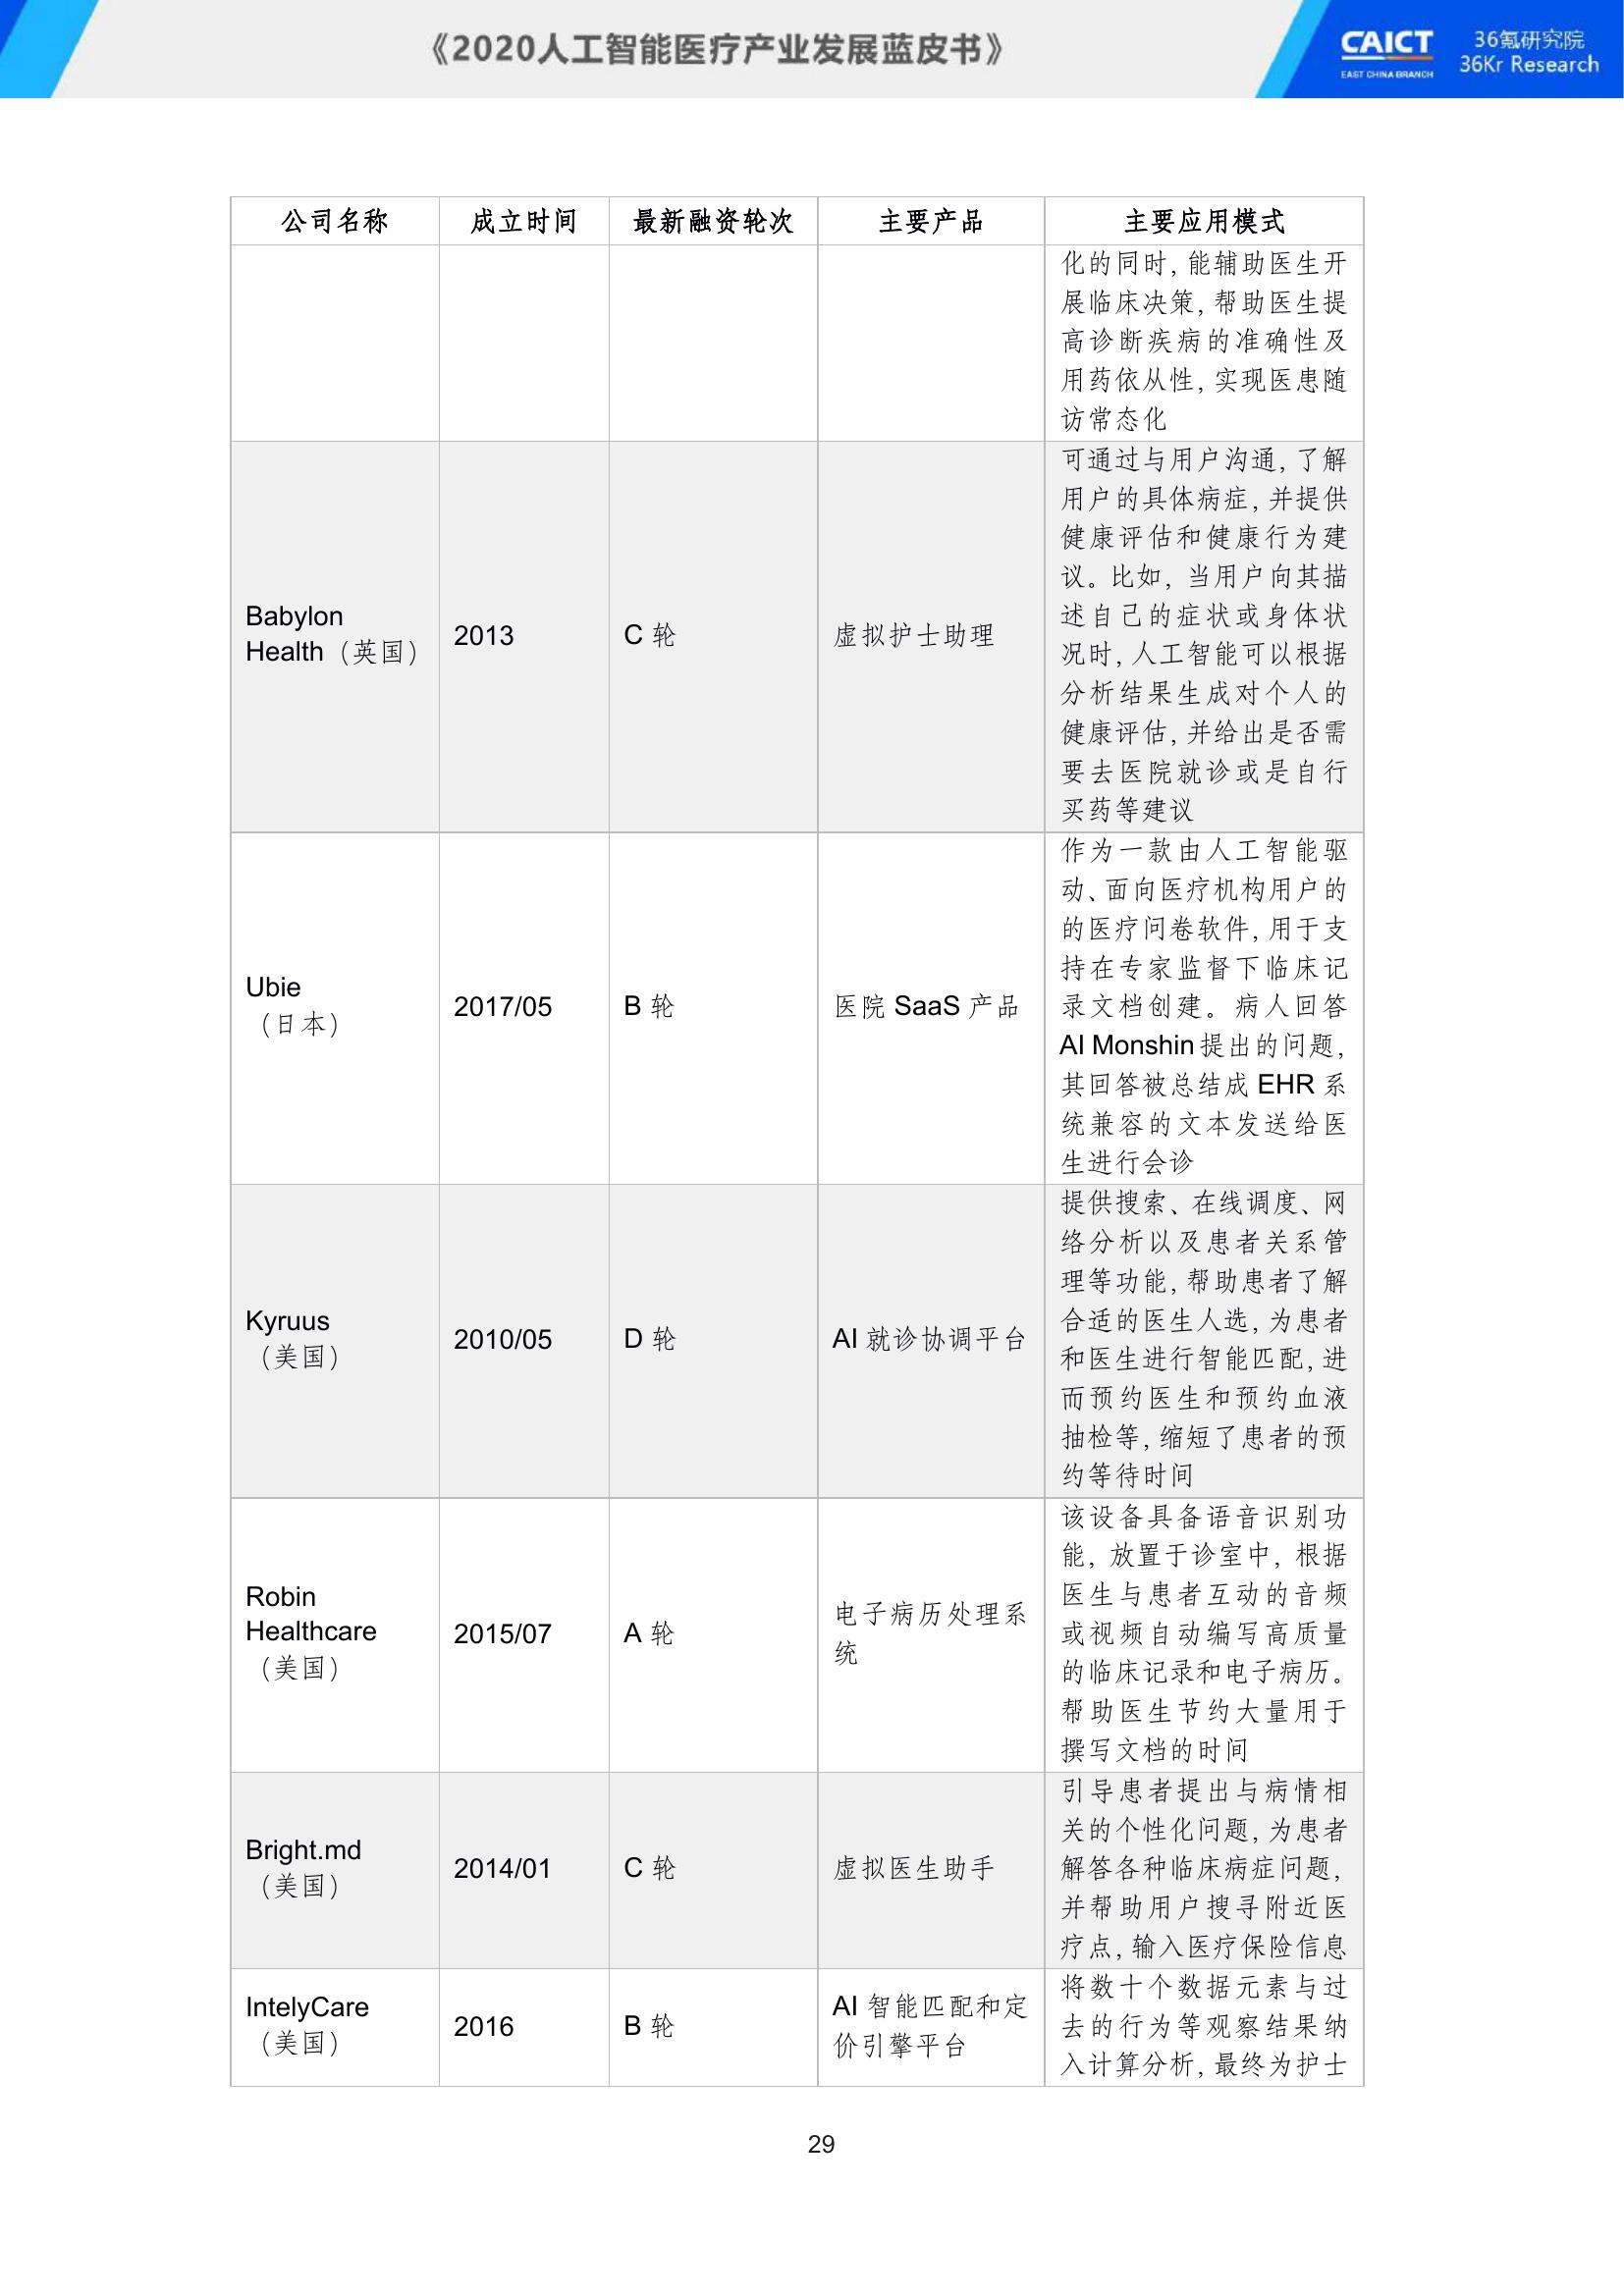 《2020人工智能医疗产业发展蓝皮书》
CAICT
EAST CHINA BRANCH
36氪研究院
36Kr Research
公司名称 成立时间 最新融资轮次 主要产品 主要应用模式
化的同时，能辅助医生开
展临床决策，帮助医生提
高诊断疾病的准确性及
用药依从性，实现医患随
访常态化
Babylon
Health（英国）
2013
C 轮
虚拟护士助理
可通过与用户沟通，了解
用户的具体病症，并提供
健康评估和健康行为建
议。比如，当用户向其描
述自己的症状或身体状
况时，人工智能可以根据
分析结果生成对个人的
健康评估，并给出是否需
要去医院就诊或是自行
买药等建议
Ubie
（日本）
2017/05
B 轮
医院 SaaS 产品
作为一款由人工智能驱
动、面向医疗机构用户的
的医疗问卷软件，用于支
持在专家监督下临床记
录文档创建。病人回答
AI Monshin 提出的问题，
其回答被总结成 EHR 系
统兼容的文本发送给医
生进行会诊
Kyruus
（美国）
2010/05
D 轮
AI 就诊协调平台
提供搜索、在线调度、网
络分析以及患者关系管
理等功能，帮助患者了解
合适的医生人选，为患者
和医生进行智能匹配，进
而预约医生和预约血液
抽检等，缩短了患者的预
约等待时间
Robin
Healthcare
（美国）
2015/07
A 轮
电子病历处理系
统
该设备具备语音识别功
能，放置于诊室中，根据
医生与患者互动的音频
或视频自动编写高质量
的临床记录和电子病历。
帮助医生节约大量用于
撰写文档的时间
Bright.md
（美国）
2014/01
C 轮
虚拟医生助手
引导患者提出与病情相
关的个性化问题，为患者
解答各种临床病症问题，
并帮助用户搜寻附近医
疗点，输入医疗保险信息
IntelyCare
（美国）
2016
B 轮
AI 智能匹配和定
价引擎平台
将数十个数据元素与过
去的行为等观察结果纳
入计算分析，最终为护士
29